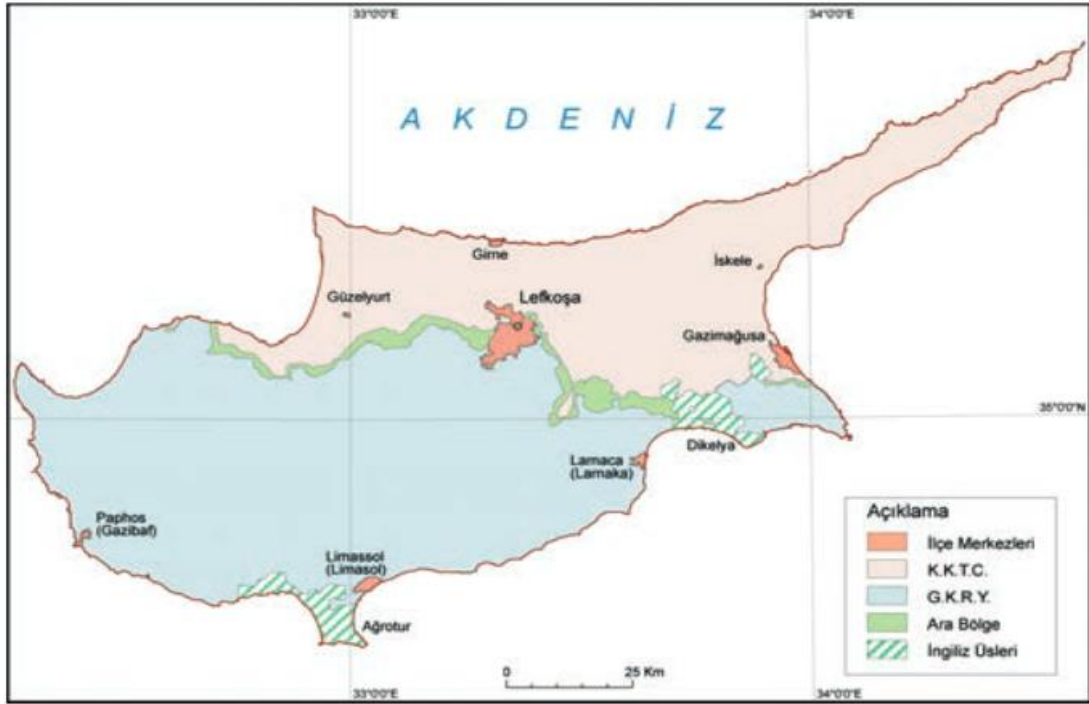 33°0'0"E
34°0'0"E
A K D E N İ Z
Girne
İskele
Güzelyurt
Lefkoşa
Gazimağusa
35°0'0"N
Dikelya
Larnaca
(Larnaka)
Paphos
(Gazibaf)
Limassol
(Limasol)
Ağrotur
Açıklama
İlçe Merkezleri
K.K.T.C.
G.K.R.Y.
Ara Bölge
İngiliz Üsleri
0 25 Km
33°0'0"E
34°0'0"E